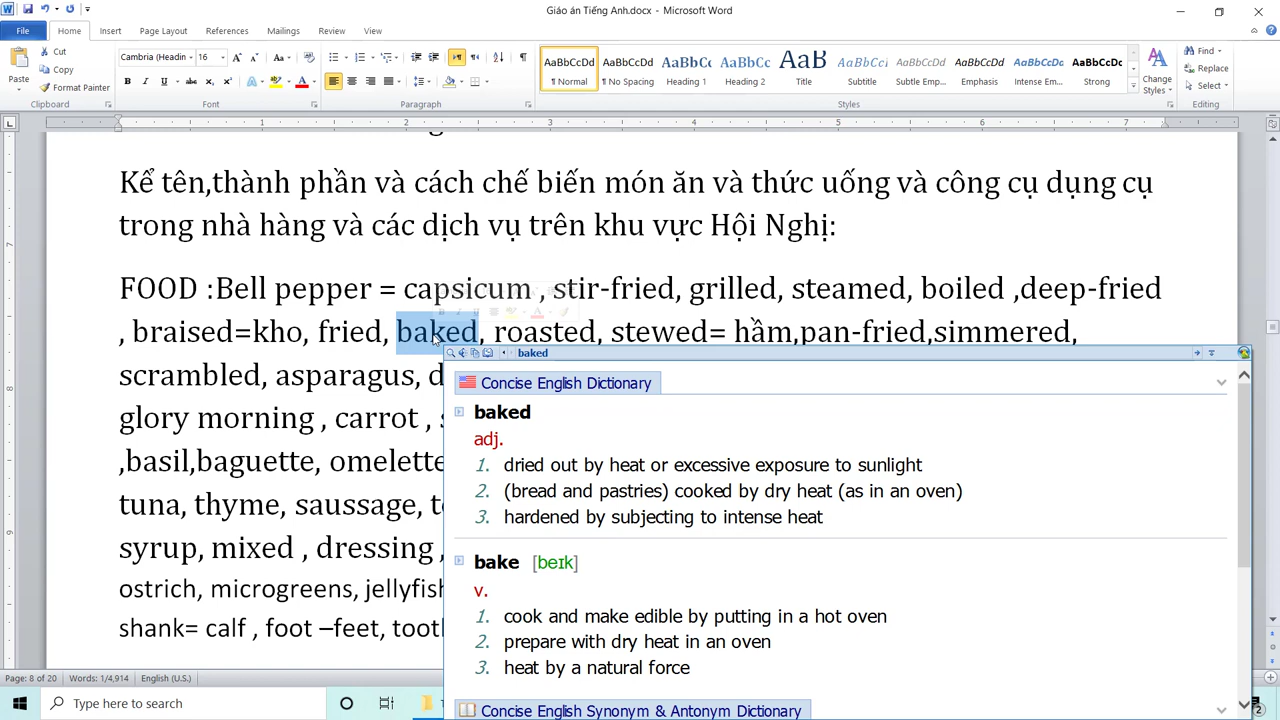 Giáo án Tiếng Anh.docx - Microsoft Word
File Home Insert Page Layout References Mailings Review View
Paste Cut Copy Format Painter Clipboard
Cambria (Headin 16 Font
Paragraph
AaBbCcDd ¶ Normal
AaBbCcDd ¶ No Spacing
AaBbCc Heading 1
AaBbCc Heading 2
AaB Title
AaBbCc Subtitle
AaBbCcDd Subtle Emp...
AaBbCcDd Emphasis
AaBbCcDd Intense Em...
AaBbCcDd Strong
Change Styles Styles
Find Replace Select Editing
1 2 3 4 5 6 7
Kể tên,thành phần và cách chế biến món ăn và thức uống và công cụ dụng cụ
trong nhà hàng và các dịch vụ trên khu vực Hội Nghị:
FOOD :Bell pepper = capsicum , stir-fried, grilled, steamed, boiled ,deep-fried
, braised=kho, fried, baked, roasted, stewed= hầm,pan-fried,simmered,
scrambled, asparagus,
glory morning , carrot ,
,basil,baguette, omelette
tuna, thyme, saussage,
syrup, mixed , dressing ,
ostrich, microgreens, jellyfish
shank= calf , foot –feet, tooth
baked
Concise English Dictionary
baked
adj.
1. dried out by heat or excessive exposure to sunlight
2. (bread and pastries) cooked by dry heat (as in an oven)
3. hardened by subjecting to intense heat
bake [beɪk]
v.
1. cook and make edible by putting in a hot oven
2. prepare with dry heat in an oven
3. heat by a natural force
Concise English Synonym & Antonym Dictionary
Page: 8 of 20 Words: 1/4,914 English (U.S.)
Type here to search